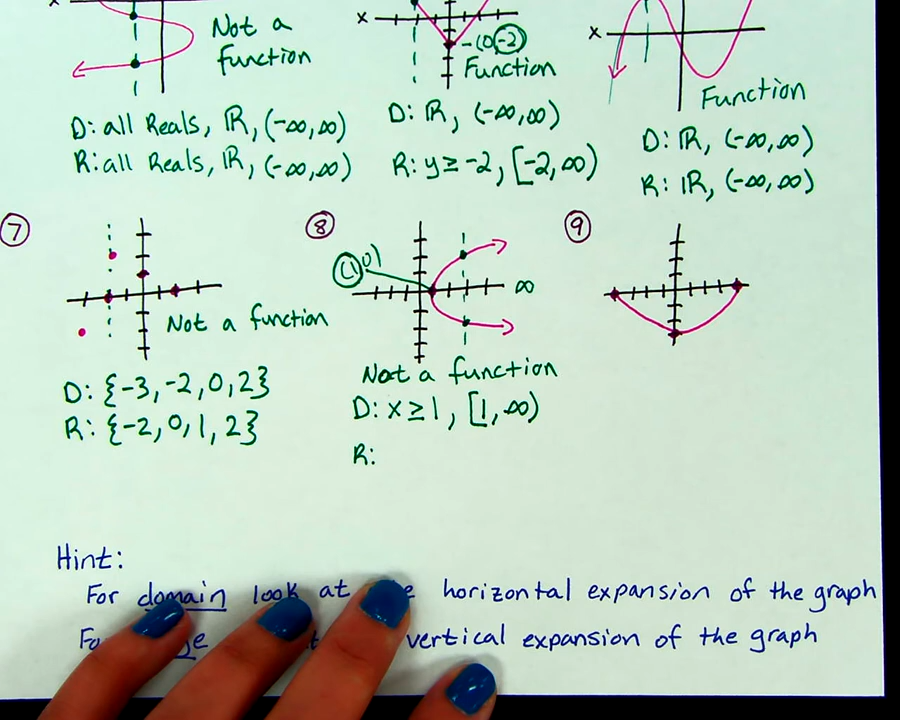 x
Not a
function
D: all Reals, ℝ, (-∞,∞)
R: all Reals, ℝ, (-∞,∞)
x
(0,-2)
Function
D: ℝ, (-∞,∞)
R: y≥-2, [-2,∞)
x
Function
D: ℝ, (-∞,∞)
R: ℝ, (-∞,∞)
⑦
Not a function
D: {-3,-2,0,2}
R: {-2,0,1,2}
⑧
(1,0)
∞
Not a function
D: x≥1, [1,∞)
R:
⑨
Hint:
For domain look at horizontal expansion of the graph
vertical expansion of the graph